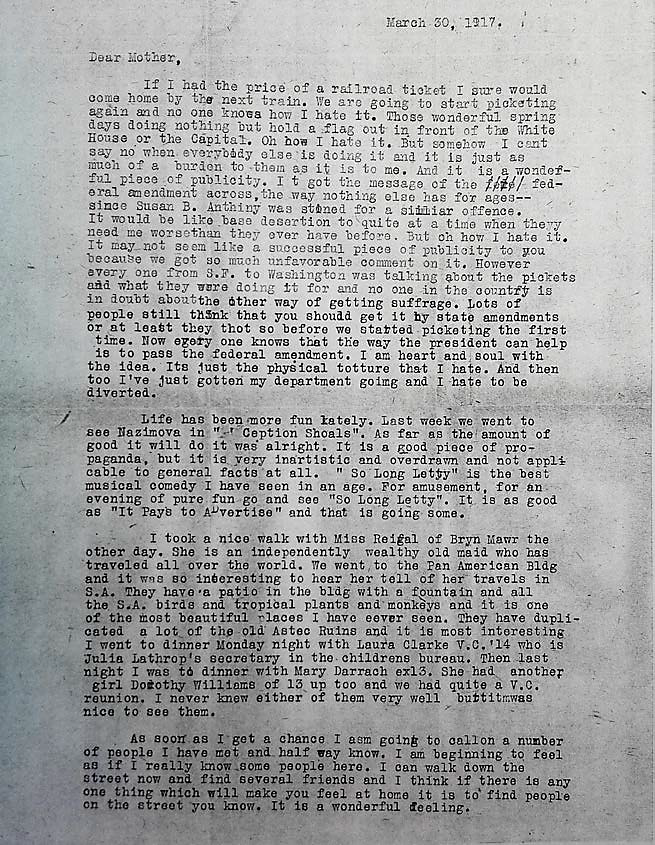 March 30, 1917.
Dear Mother,
If I had the price of a railroad ticket I sure would
come home by the next train. We are going to start picketing
again and no one knows how I hate it. Those wonderful spring
days doing nothing but hold a flag out in front of the White
House or the Capital. Oh how I hate it. But somehow I cant
say no when everybody else is doing it and it is just as
much of a burden to them as it is to me. And it is a wondef-
ful piece of publicity. I t got the message of the fed-
eral amendment across,the way nothing else has for ages--
since Susan B. Anthiny was stoned for a similiar offence.
It would be like base desertion to quite at a time when they
need me worsethan they ever have before. But oh how I hate it.
It may not seem like a successful piece of publicity to you
because we got so much unfavorable comment on it. However
every one from S.F. to Washington was talking about the pickets
and what they were doing it for and no one in the country is
in doubt aboutthe other way of getting suffrage. Lots of
people still think that you should get it by state amendments
or at least they thot so before we statted picketing the first
time. Now egery one knows that the way the president can help
is to pass the federal amendment. I am heart and soul with
the idea. Its just the physical totture that I hate. And then
too I've just gotten my department goimg and I hate to be
diverted.
Life has been more fun lately. Last week we went to
see Nazimova in "' Ception Shoals". As far as the amount of
good it will do it was alright. It is a good piece of pro-
paganda, but it is very inartistic and overdrawn and not appli
cable to general facts at all. " So Long Letty" is the best
musical comedy I have seen in an age. For amusement, for an
evening of pure fun go and see "So Long Letty". It is as good
as "It Pays to Advertise" and that is going some.
I took a nice walk with Miss Reigal of Bryn Mawr the
other day. She is an independently wealthy old maid who has
traveled all over the world. We went to the Pan American Bldg
and it was so interesting to hear her tell of her travels in
S.A. They have a patio in the bldg with a fountain and all
the S.A. birds and tropical plants and monkeys and it is one
of the most beautiful places I have eever seen. They have dupli-
cated a lot of the old Astec Ruins and it is most interesting
I went to dinner Monday night with Laura Clarke V.C.'14 who is
Julia Lathrop's secretary in the childrens bureau. Then last
night I was to dinner with Mary Darrach ex13. She had another
girl Dorothy Williams of 13 up too and we had quite a V.C.
reunion. I never knew either of them very well buttitmwas
nice to see them.
As soon as I get a chance I asm going to callon a number
of people I have met and half way know. I am beginning to feel
as if I really know some people here. I can walk down the
street now and find several friends and I think if there is any
one thing which will make you feel at home it is to find people
on the street you know. It is a wonderful feeling.